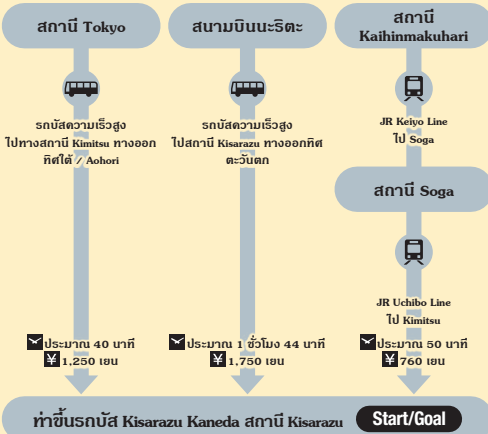 สถานี Tokyo
รถบัสความเร็วสูง
ไปทางสถานี Kimitsu ทางออก
ทิศใต้ / Aohori
ประมาณ 40 นาที
¥ 1,250 เยน
สนามบินนะริตะ
รถบัสความเร็วสูง
ไปสถานี Kisarazu ทางออกทิศ
ตะวันตก
ประมาณ 1 ชั่วโมง 44 นาที
¥ 1,750 เยน
สถานี
Kaihinmakuhari
JR Keiyo Line
ไป Soga
สถานี Soga
JR Uchibo Line
ไป Kimitsu
ประมาณ 50 นาที
¥ 760 เยน
ท่าขึ้นรถบัส Kisarazu Kaneda สถานี Kisarazu Start/Goal